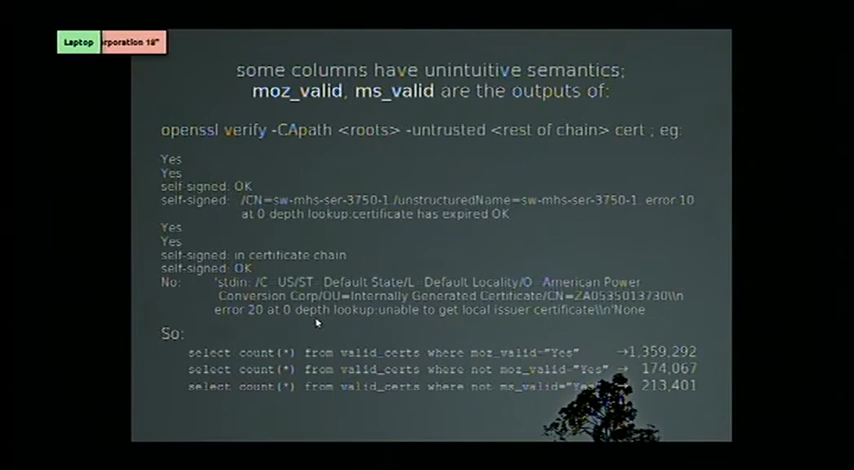 Laptop
rporation 18"
some columns have unintuitive semantics;
moz_valid, ms_valid are the outputs of:
openssl verify -CApath <roots> -untrusted <rest of chain> cert ; eg:
Yes
Yes
self-signed: OK
self-signed: /CN=sw-mhs-ser-3750-1./unstructuredName=sw-mhs-ser-3750-1. error 10
at 0 depth lookup:certificate has expired OK
Yes
Yes
self-signed: in certificate chain
self-signed: OK
No: 'stdin: /C=US/ST=Default State/L=Default Locality/O=American Power
Conversion Corp/OU=Internally Generated Certificate/CN=ZA0535013730\\n
error 20 at 0 depth lookup:unable to get local issuer certificate\\n'None
So:
select count(*) from valid_certs where moz_valid="Yes" →1,359,292
select count(*) from valid_certs where not moz_valid="Yes" → 174,067
select count(*) from valid_certs where not ms_valid="Yes" 213,401